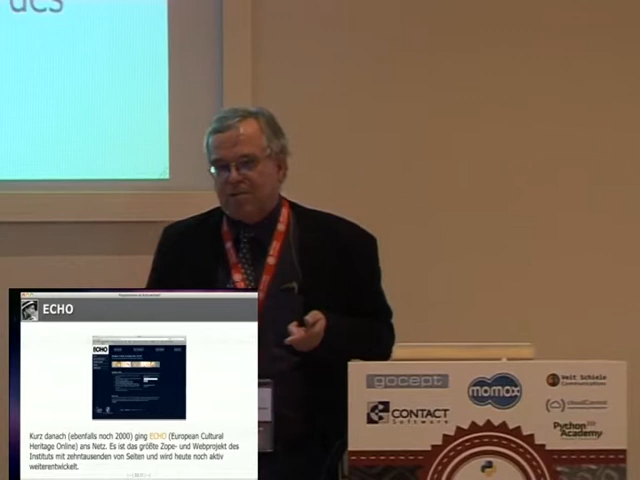 des
ECHO
ECHO
Kurz danach (ebenfalls noch 2000) ging ECHO (European Cultural
Heritage Online) ans Netz. Es ist das größte Zope- und Webprojekt des
Instituts mit zehntausenden von Seiten und wird heute noch aktiv
weiterentwickelt.
gocept
momox
Veit Schiele
Communications
CONTACT
Software
cloudControl
Python
Academy